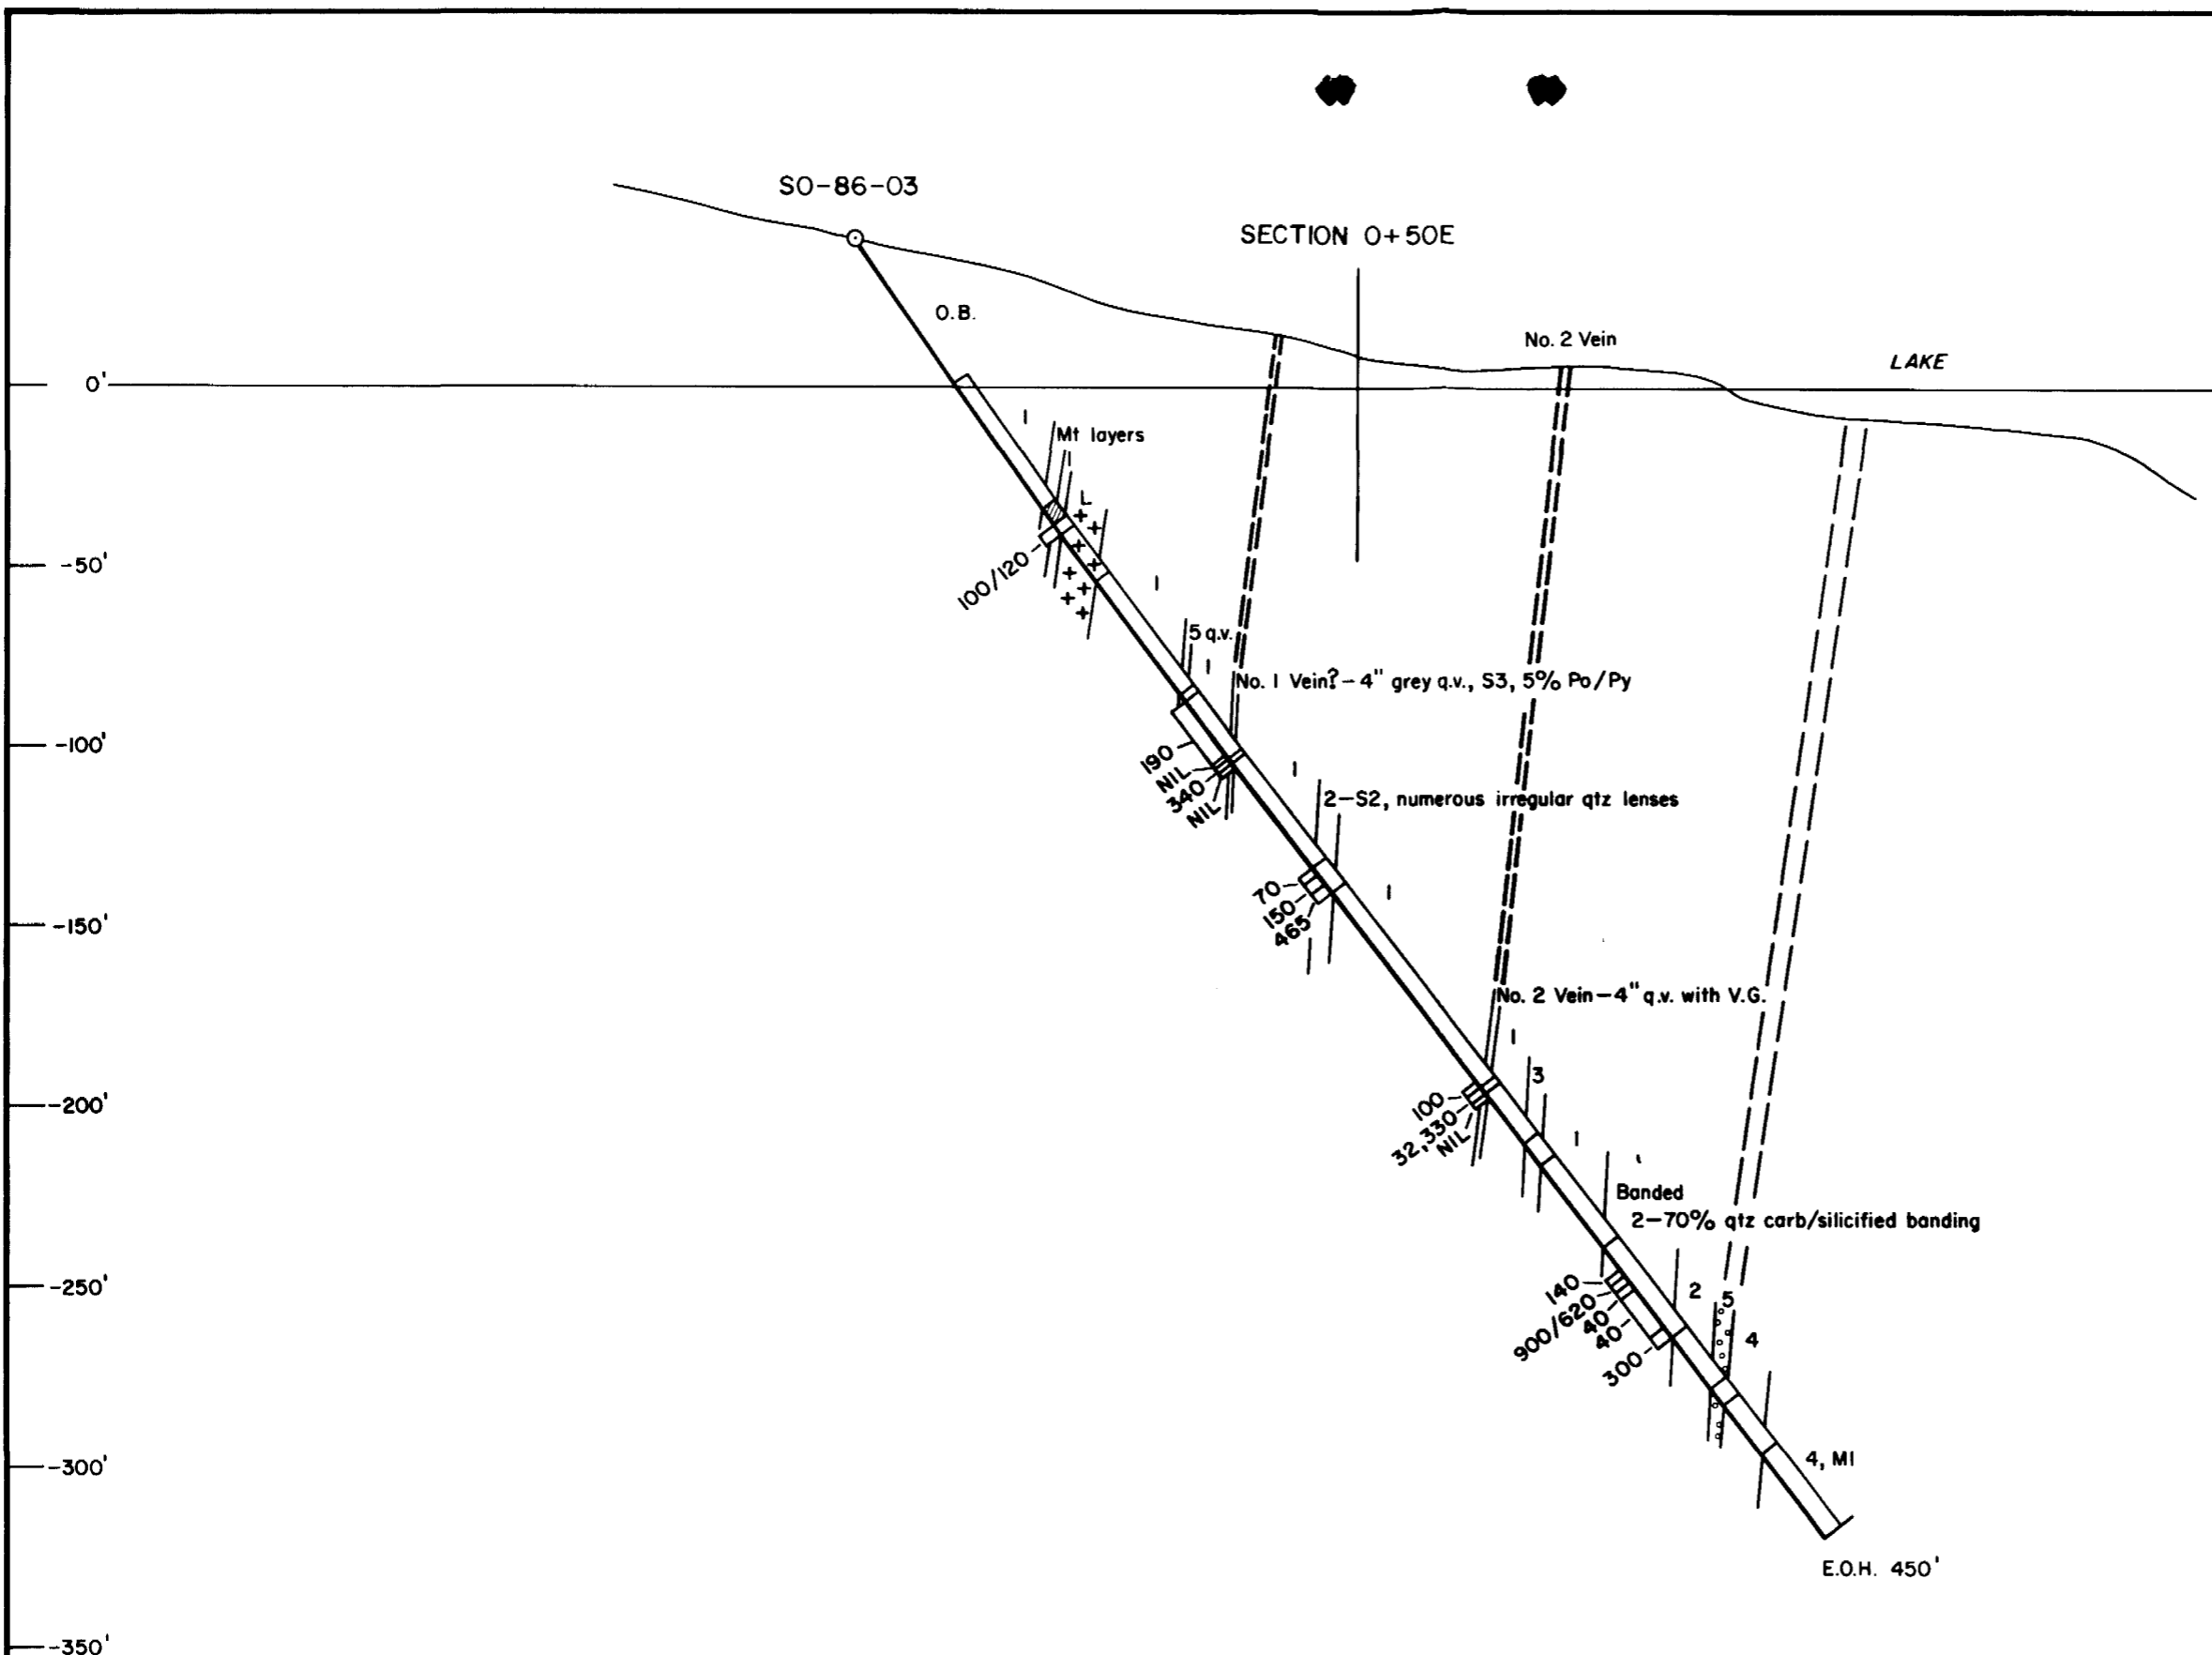 SO-86-03
SECTION 0+50E
O.B.
No. 2 Vein
LAKE
0'
1
Mt layers
1
L
-50'
100/120
1
5 q.v.
1
No. 1 Vein?-4" grey q.v., S3, 5% Po/Py
-100'
190
NIL
340
NIL
1
2-S2, numerous irregular qtz lenses
70
150
465
1
-150'
No. 2 Vein-4" q.v. with V.G.
1
3
-200'
100
32,330
NIL
1
Banded
2-70% qtz carb/silicified banding
-250'
140
900/620
40
40
300
2
5
4
-300'
4, M1
E.O.H. 450'
-350'